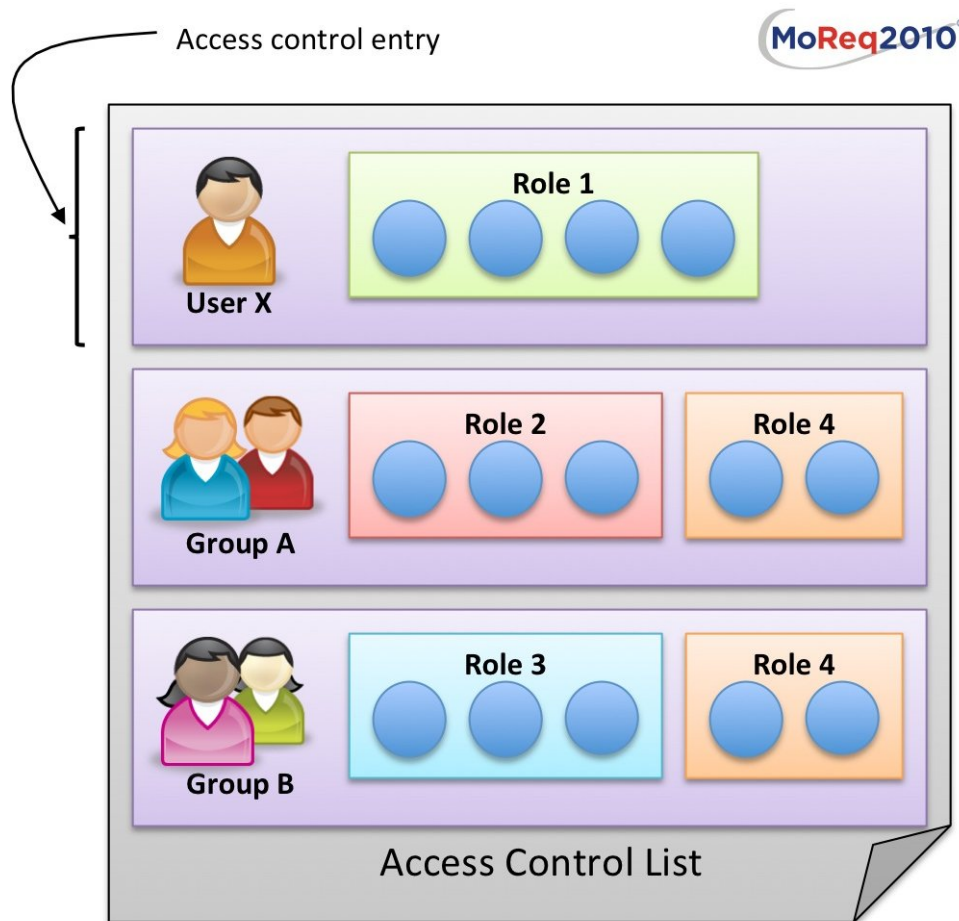 Access control entry
MoReq2010
Role 1
User X
Role 2
Role 4
Group A
Role 3
Role 4
Group B
Access Control List